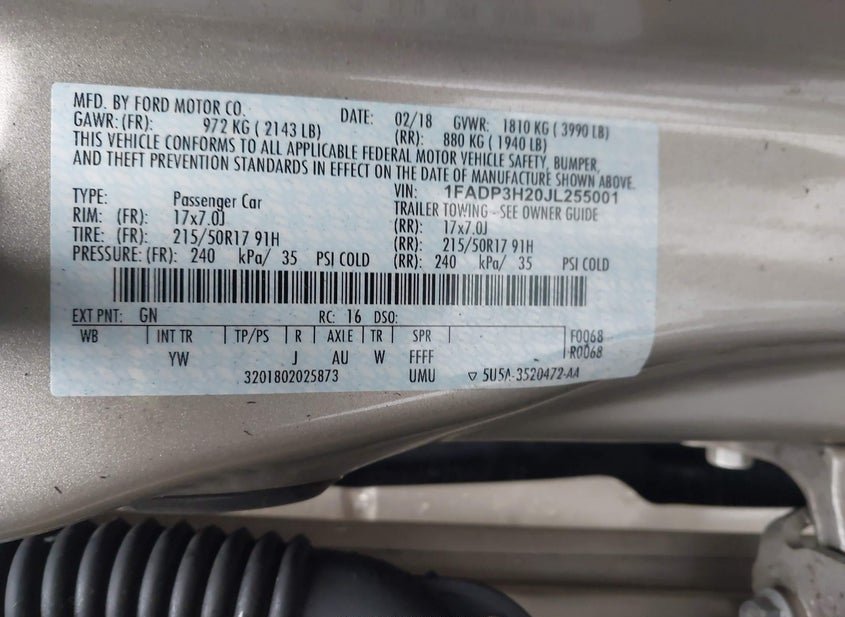 MFD. BY FORD MOTOR CO. DATE: 02/18 GVWR: 1810 KG ( 3990 LB)
GAWR: (FR): 972 KG ( 2143 LB) (RR): 880 KG ( 1940 LB)
THIS VEHICLE CONFORMS TO ALL APPLICABLE FEDERAL MOTOR VEHICLE SAFETY, BUMPER,
AND THEFT PREVENTION STANDARDS IN EFFECT ON THE DATE OF MANUFACTURE SHOWN ABOVE.
VIN: 1FADP3H20JL255001
TYPE: Passenger Car TRAILER TOWING - SEE OWNER GUIDE
RIM: (FR): 17x7.0J (RR): 17x7.0J
TIRE: (FR): 215/50R17 91H (RR): 215/50R17 91H
PRESSURE: (FR): 240 kPa/ 35 PSI COLD (RR): 240 kPa/ 35 PSI COLD
EXT PNT: GN RC: 16 DSO:
WB INT TR TP/PS R AXLE TR SPR F0068
YW J AU W FFFF R0068
3201802025873 UMU ▽ 5U5A-3520472-AA